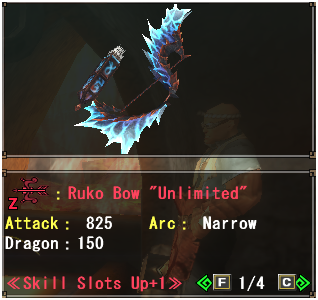 Z : Ruko Bow "Unlimited"
Attack : 825 Arc : Narrow
Dragon : 150
≪Skill Slots Up+1≫ F 1/4 C